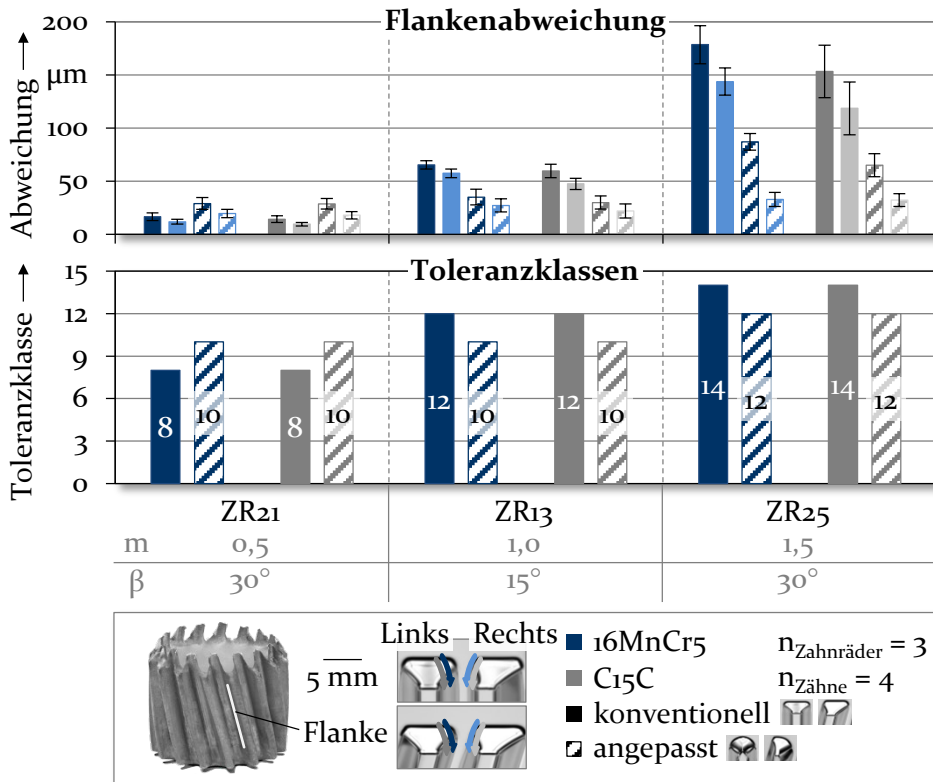 Flankenabweichung
Abweichung
200
µm
100
50
0
Toleranzklassen
Toleranzklasse
15
12
9
6
3
0
8 10 8 10 12 10 12 10 14 12 14 12
ZR21 ZR13 ZR25
m 0,5 1,0 1,5
β 30° 15° 30°
Links Rechts
5 mm
Flanke
16MnCr5 nZahnräder = 3
C15C nZähne = 4
konventionell
angepasst